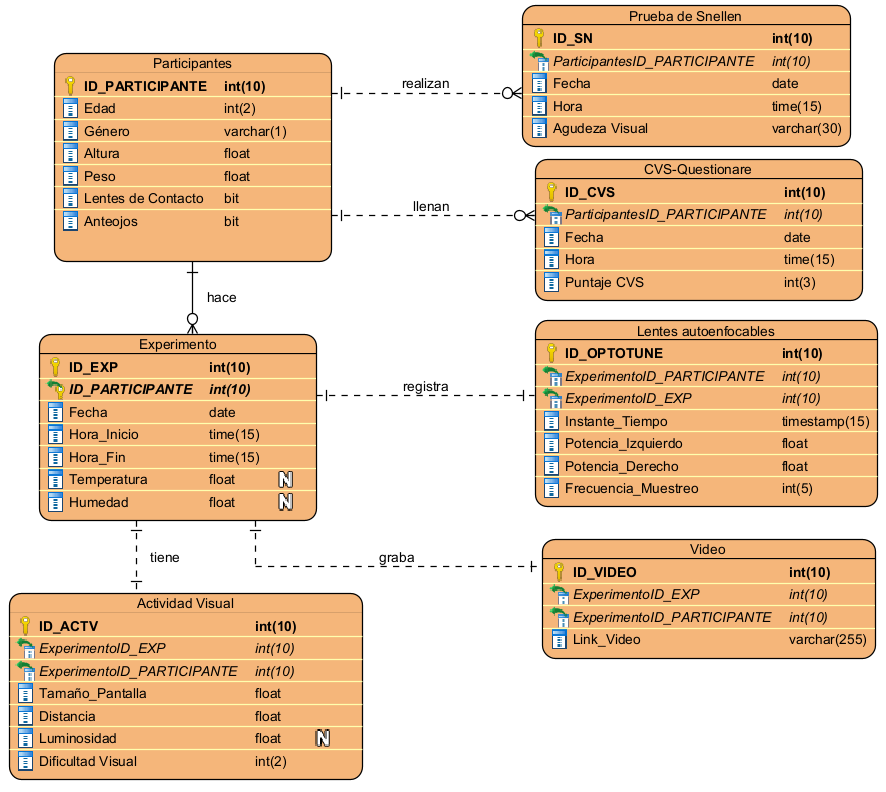 Participantes
ID_PARTICIPANTE int(10)
Edad int(2)
Género varchar(1)
Altura float
Peso float
Lentes de Contacto bit
Anteojos bit
realizan
Prueba de Snellen
ID_SN int(10)
ParticipantesID_PARTICIPANTE int(10)
Fecha date
Hora time(15)
Agudeza Visual varchar(30)
llenan
CVS-Questionare
ID_CVS int(10)
ParticipantesID_PARTICIPANTE int(10)
Fecha date
Hora time(15)
Puntaje CVS int(3)
hace
Experimento
ID_EXP int(10)
ID_PARTICIPANTE int(10)
Fecha date
Hora_Inicio time(15)
Hora_Fin time(15)
Temperatura float N
Humedad float N
registra
Lentes autoenfocables
ID_OPTOTUNE int(10)
ExperimentoID_PARTICIPANTE int(10)
ExperimentoID_EXP int(10)
Instante_Tiempo timestamp(15)
Potencia_Izquierdo float
Potencia_Derecho float
Frecuencia_Muestreo int(5)
tiene
graba
Video
ID_VIDEO int(10)
ExperimentoID_EXP int(10)
ExperimentoID_PARTICIPANTE int(10)
Link_Video varchar(255)
Actividad Visual
ID_ACTV int(10)
ExperimentoID_EXP int(10)
ExperimentoID_PARTICIPANTE int(10)
Tamaño_Pantalla float
Distancia float
Luminosidad float N
Dificultad Visual int(2)